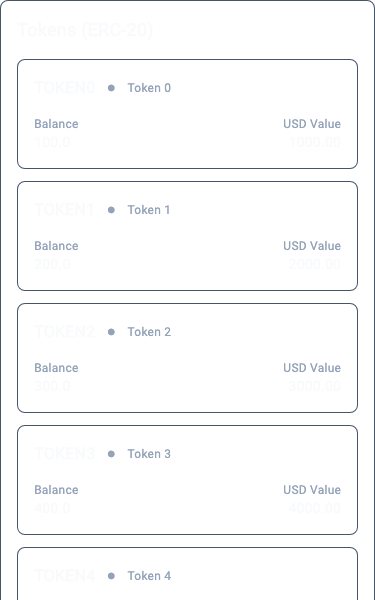 Tokens (ERC-20)
TOKEN0 ● Token 0
Balance USD Value
100.0 1000.00
TOKEN1 ● Token 1
Balance USD Value
200.0 2000.00
TOKEN2 ● Token 2
Balance USD Value
300.0 3000.00
TOKEN3 ● Token 3
Balance USD Value
400.0 4000.00
TOKEN4 ● Token 4